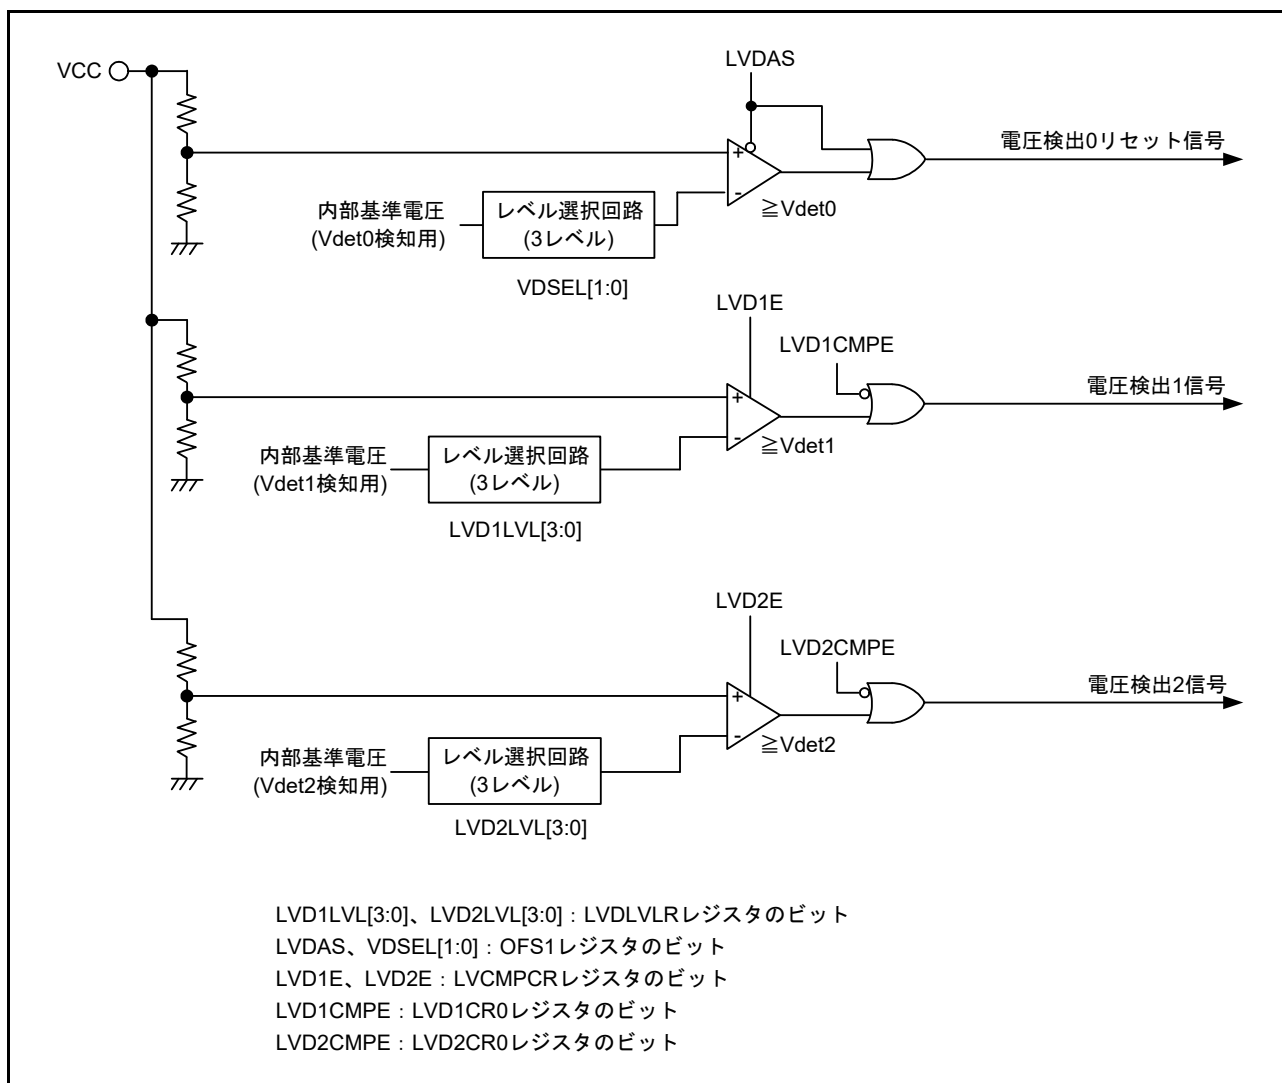 LVDAS
VCC
電圧検出0リセット信号
+
-
≧Vdet0
内部基準電圧
(Vdet0検知用)
レベル選択回路
(3レベル)
VDSEL[1:0]
LVD1E
LVD1CMPE
電圧検出1信号
+
-
≧Vdet1
内部基準電圧
(Vdet1検知用)
レベル選択回路
(3レベル)
LVD1LVL[3:0]
LVD2E
LVD2CMPE
電圧検出2信号
+
-
≧Vdet2
内部基準電圧
(Vdet2検知用)
レベル選択回路
(3レベル)
LVD2LVL[3:0]
LVD1LVL[3:0]、LVD2LVL[3:0]：LVDLVLRレジスタのビット
LVDAS、VDSEL[1:0]：OFS1レジスタのビット
LVD1E、LVD2E：LVCMPCRレジスタのビット
LVD1CMPE：LVD1CR0レジスタのビット
LVD2CMPE：LVD2CR0レジスタのビット